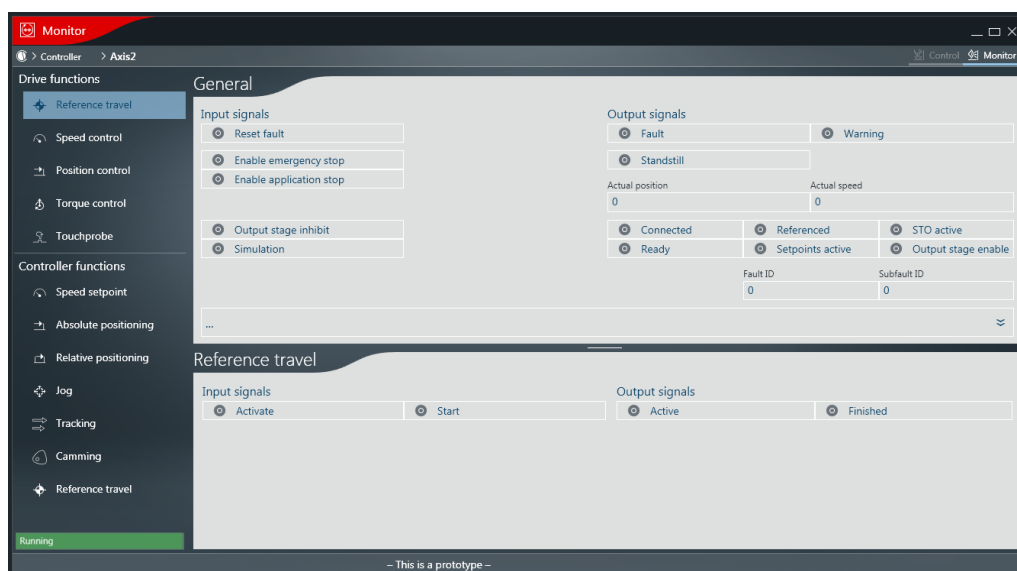 Monitor
> Controller > Axis2
Control Monitor
Drive functions
Reference travel
Speed control
Position control
Torque control
Touchprobe
Controller functions
Speed setpoint
Absolute positioning
Relative positioning
Jog
Tracking
Camming
Reference travel
Running
General
Input signals
Reset fault
Enable emergency stop
Enable application stop
Output stage inhibit
Simulation
Output signals
Fault Warning
Standstill
Actual position Actual speed
0 0
Connected Referenced STO active
Ready Setpoints active Output stage enable
Fault ID Subfault ID
0 0
...
Reference travel
Input signals
Activate Start
Output signals
Active Finished
– This is a prototype –